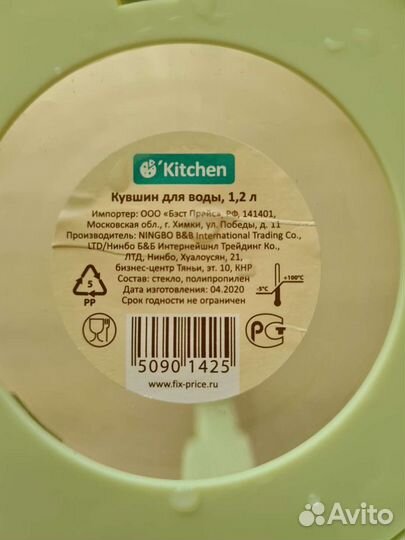 Kitchen
Кувшин для воды, 1,2 л
Импортер: ООО «Бэст Прайс», РФ, 141401,
Московская обл., г. Химки, ул. Победы, д. 11
Производитель: NINGBO B&B International Trading Co.,
LTD/Нинбо Б&Б Интернейшнл Трейдинг Ко.,
ЛТД, Нинбо, Хуалоусян, 21,
бизнес-центр Тяньи, эт. 10, КНР
Состав: стекло, полипропилен
Дата изготовления: 04.2020
Срок годности не ограничен
5
PP
+100°C
-5°C
РСТ
5090 1425
www.fix-price.ru
Avito